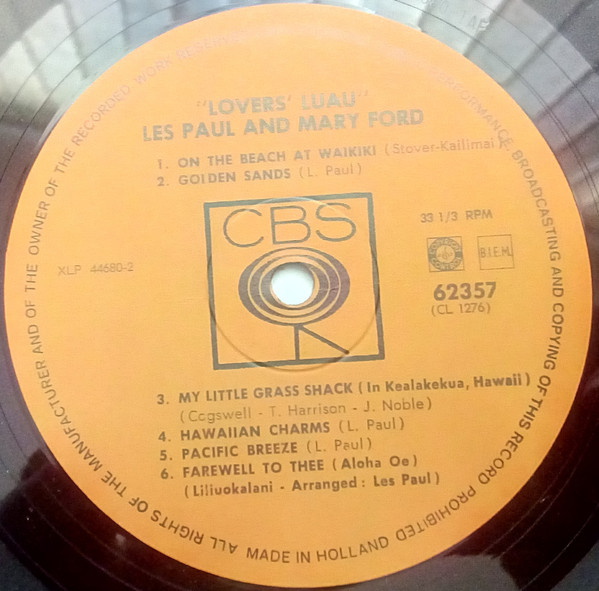 "LOVERS' LUAU"
LES PAUL AND MARY FORD
1. ON THE BEACH AT WAIKIKI (Stover-Kailimai)
2. GOLDEN SANDS (L. Paul)
CBS
33 1/3 RPM
XLP 44680-2
B.I.E.M.
62357
(CL 1276)
3. MY LITTLE GRASS SHACK (In Kealakekua, Hawaii)
(Cogswell - T. Harrison - J. Noble)
4. HAWAIIAN CHARMS (L. Paul)
5. PACIFIC BREEZE (L. Paul)
6. FAREWELL TO THEE (Aloha Oe)
(Liliuokalani - Arranged : Les Paul)
ALL RIGHTS OF THE MANUFACTURER AND OF THE OWNER OF THE RECORDED WORK RESERVED PERFORMANCE, BROADCASTING AND COPYING OF THIS RECORD PROHIBITED
MADE IN HOLLAND